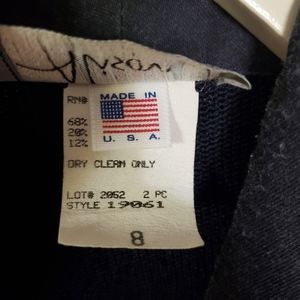 RN#
MADE IN
68%
20%
12%
U. S. A.
DRY CLEAN ONLY
LOT# 2052 2 PC
STYLE 19061
8